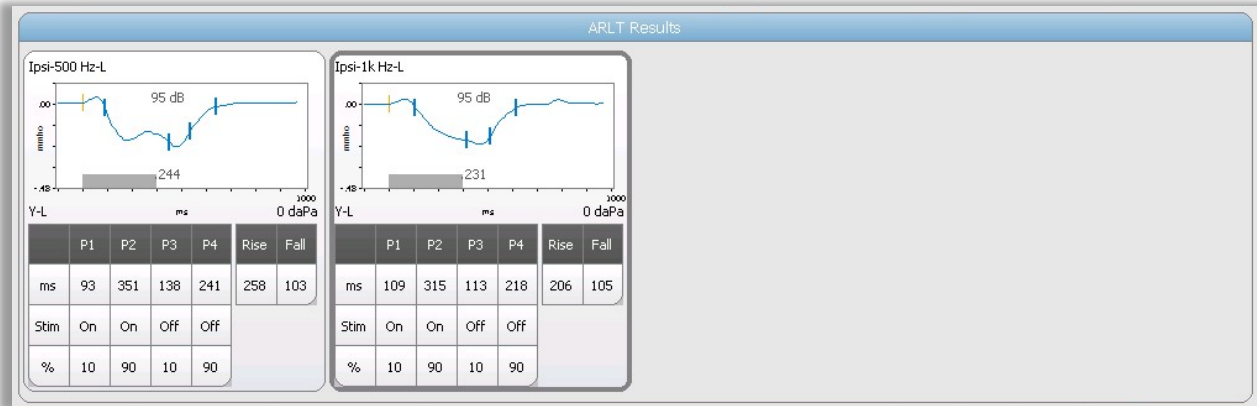 ARLT Results
Ipsi-500 Hz-L
.00
95 dB
mmho
.244
-.48
1000
Y-L ms 0 daPa
P1 P2 P3 P4 Rise Fall
ms 93 351 138 241 258 103
Stim On On Off Off
% 10 90 10 90
Ipsi-1k Hz-L
.00
95 dB
mmho
.231
-.48
1000
Y-L ms 0 daPa
P1 P2 P3 P4 Rise Fall
ms 109 315 113 218 206 105
Stim On On Off Off
% 10 90 10 90